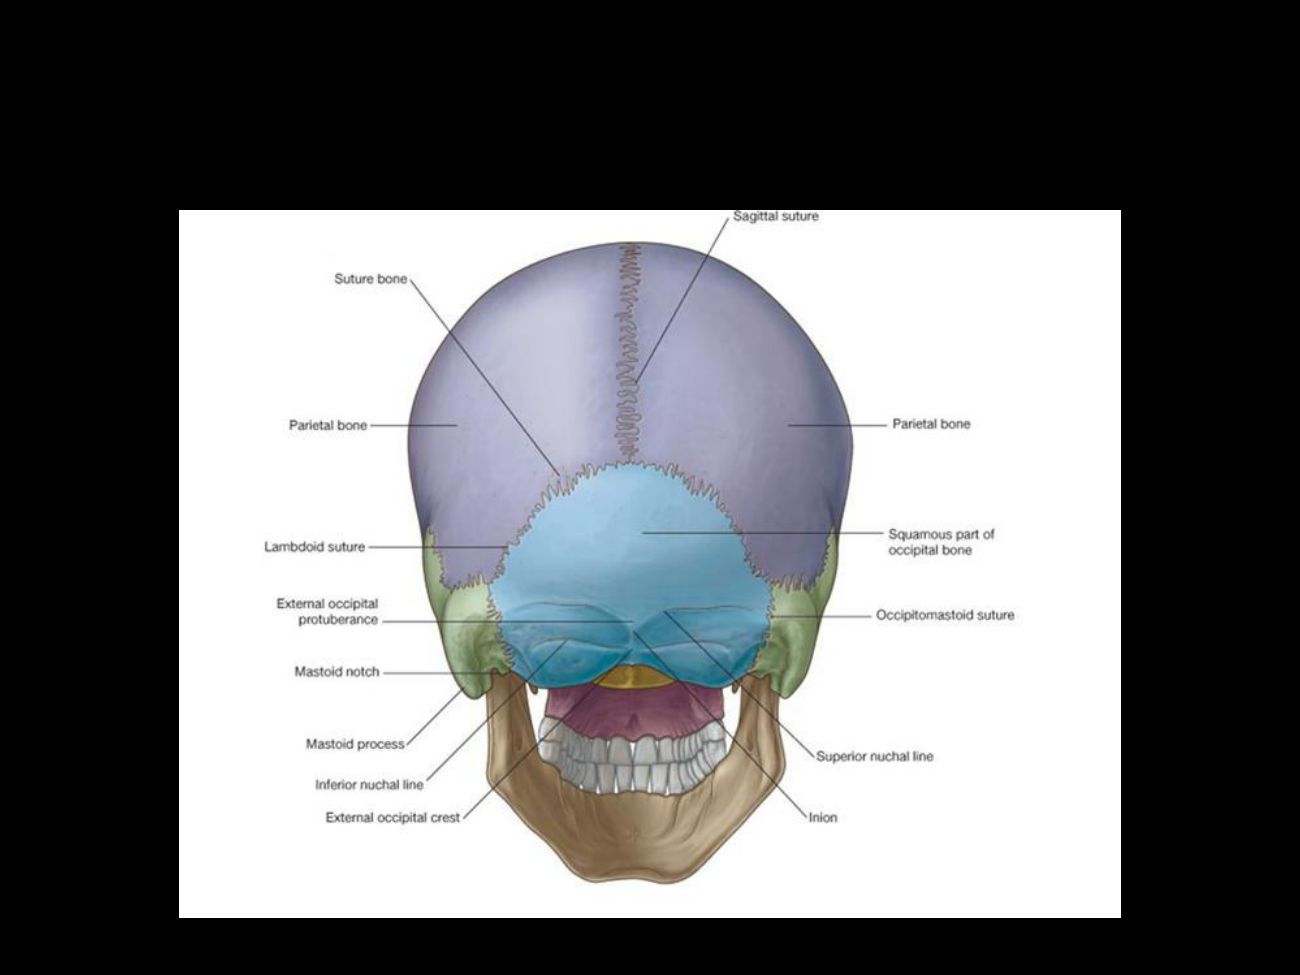 Sagittal suture
Suture bone
Parietal bone
Parietal bone
Lambdoid suture
Squamous part of
occipital bone
External occipital
protuberance
Occipitomastoid suture
Mastoid notch
Mastoid process
Superior nuchal line
Inferior nuchal line
External occipital crest
Inion